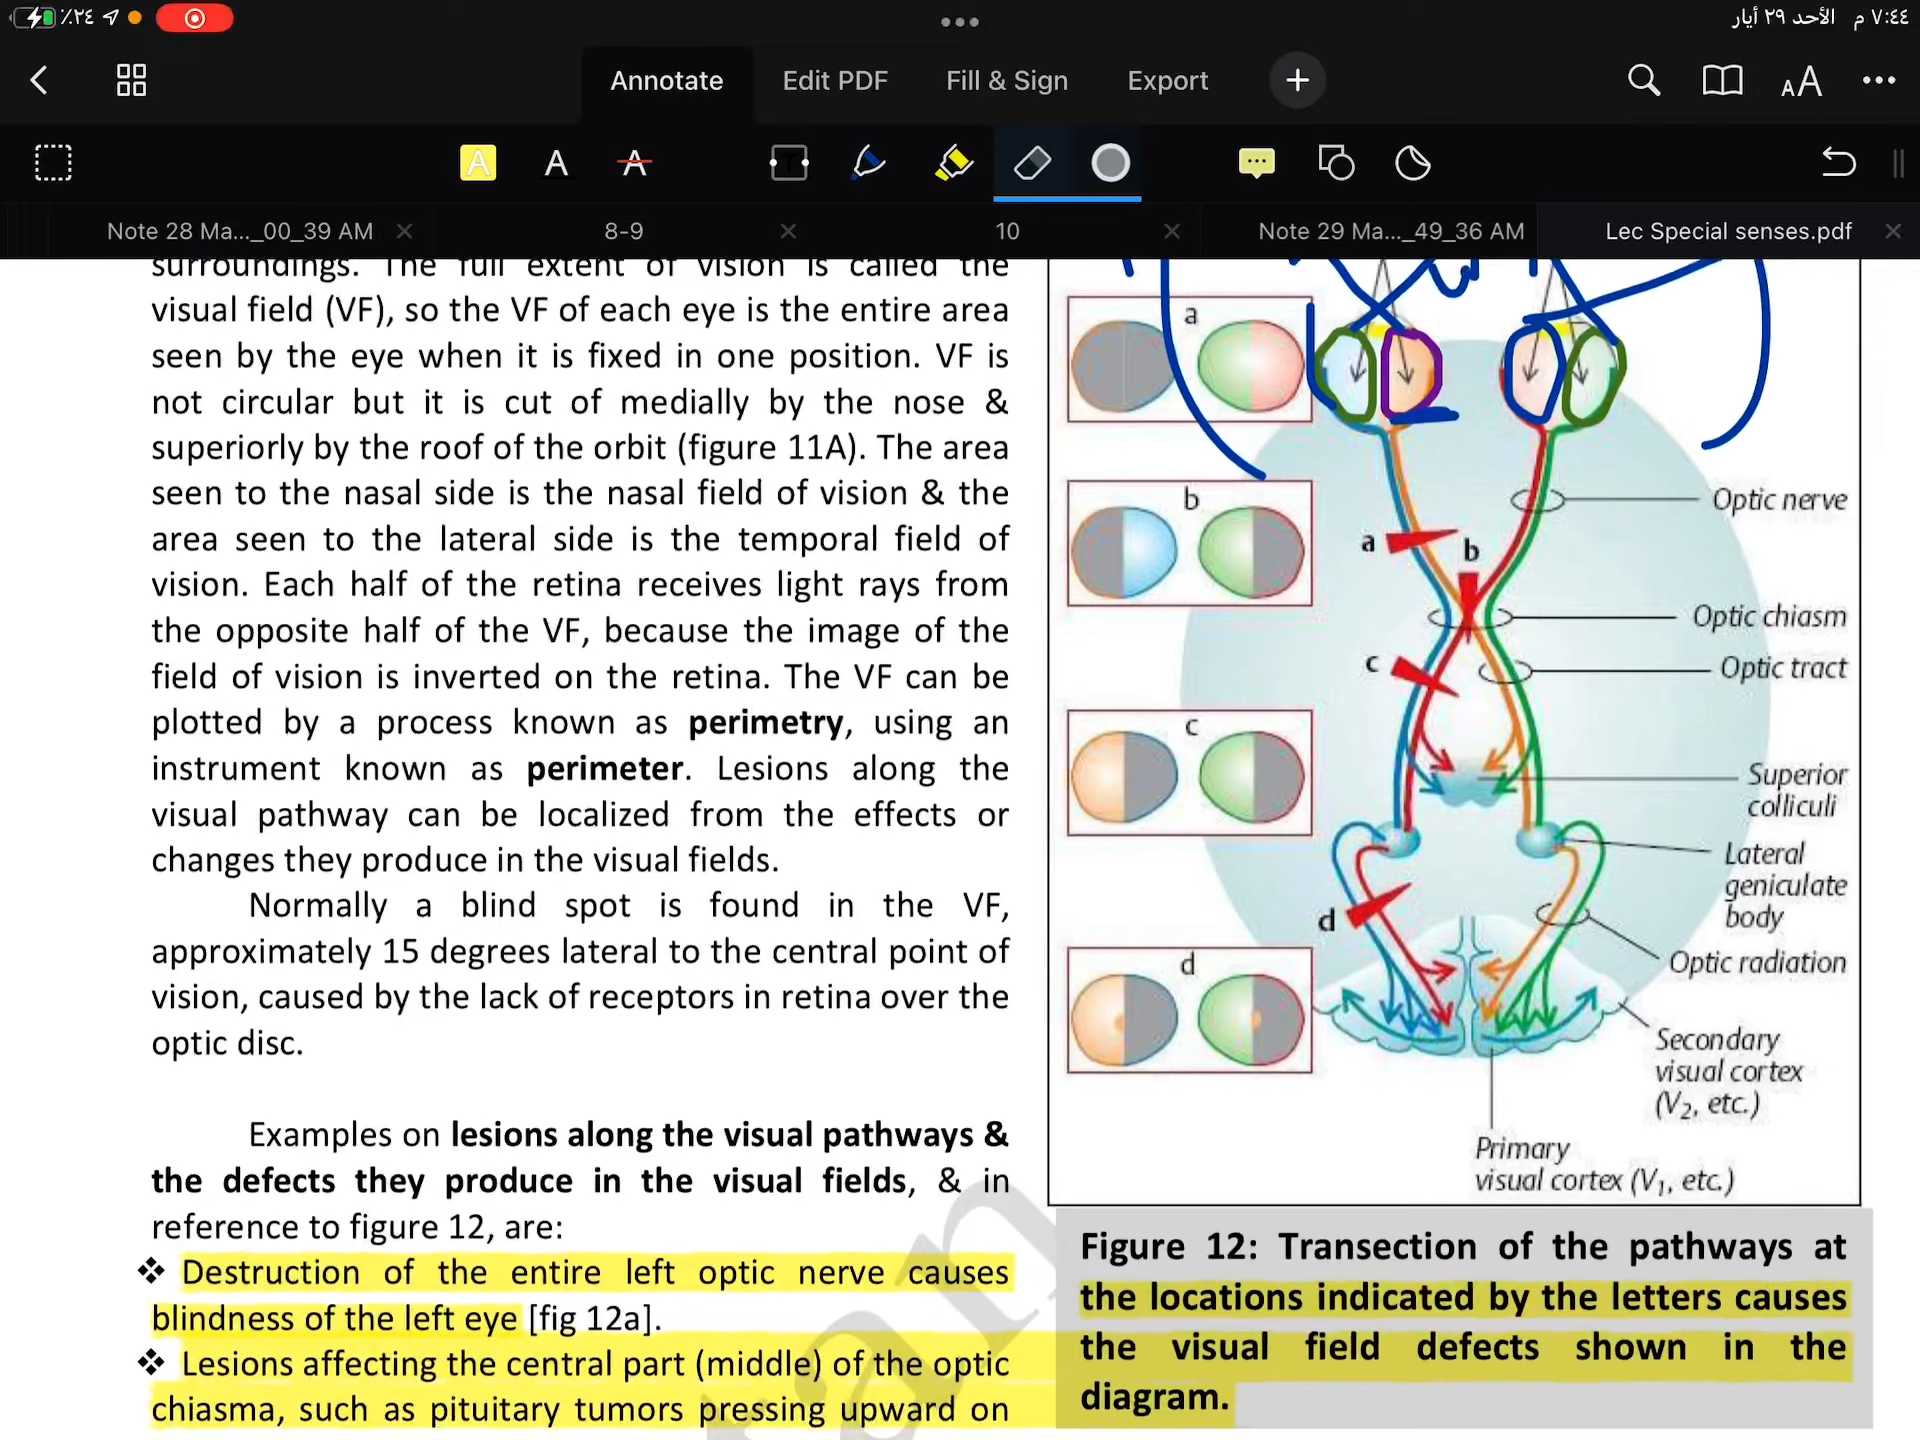 ٪٢٤
٧:٤٤ م الأحد ٢٩ أيار
Annotate Edit PDF Fill & Sign Export
Note 28 Ma..._00_39 AM 8-9 10 Note 29 Ma..._49_36 AM Lec Special senses.pdf
surroundings. The full extent of vision is called the
visual field (VF), so the VF of each eye is the entire area
seen by the eye when it is fixed in one position. VF is
not circular but it is cut of medially by the nose &
superiorly by the roof of the orbit (figure 11A). The area
seen to the nasal side is the nasal field of vision & the
area seen to the lateral side is the temporal field of
vision. Each half of the retina receives light rays from
the opposite half of the VF, because the image of the
field of vision is inverted on the retina. The VF can be
plotted by a process known as perimetry, using an
instrument known as perimeter. Lesions along the
visual pathway can be localized from the effects or
changes they produce in the visual fields.
Normally a blind spot is found in the VF,
approximately 15 degrees lateral to the central point of
vision, caused by the lack of receptors in retina over the
optic disc.
Examples on lesions along the visual pathways &
the defects they produce in the visual fields, & in
reference to figure 12, are:
❖ Destruction of the entire left optic nerve causes
blindness of the left eye [fig 12a].
❖ Lesions affecting the central part (middle) of the optic
chiasma, such as pituitary tumors pressing upward on
a
b
c
d
a
b
c
d
Optic nerve
Optic chiasm
Optic tract
Superior
colliculi
Lateral
geniculate
body
Optic radiation
Secondary
visual cortex
(V2, etc.)
Primary
visual cortex (V1, etc.)
Figure 12: Transection of the pathways at
the locations indicated by the letters causes
the visual field defects shown in the
diagram.